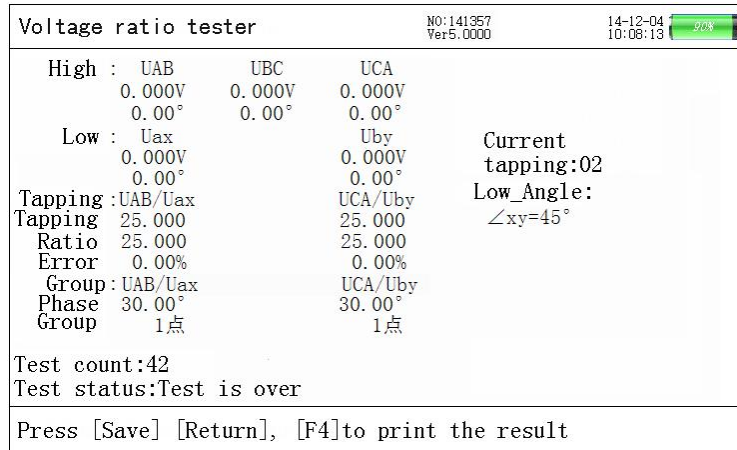 Voltage ratio tester NO:141357 14-12-04 90%
Ver5.0000 10:08:13
High : UAB UBC UCA
0.000V 0.000V 0.000V
0.00° 0.00° 0.00°
Low : Uax Uby
0.000V 0.000V
0.00° 0.00°
Current
tapping:02
Low_Angle:
∠xy=45°
Tapping :UAB/Uax UCA/Uby
Tapping 25.000 25.000
Ratio 25.000 25.000
Error 0.00% 0.00%
Group : UAB/Uax UCA/Uby
Phase 30.00° 30.00°
Group 1点 1点
Test count:42
Test status:Test is over
Press [Save] [Return], [F4]to print the result